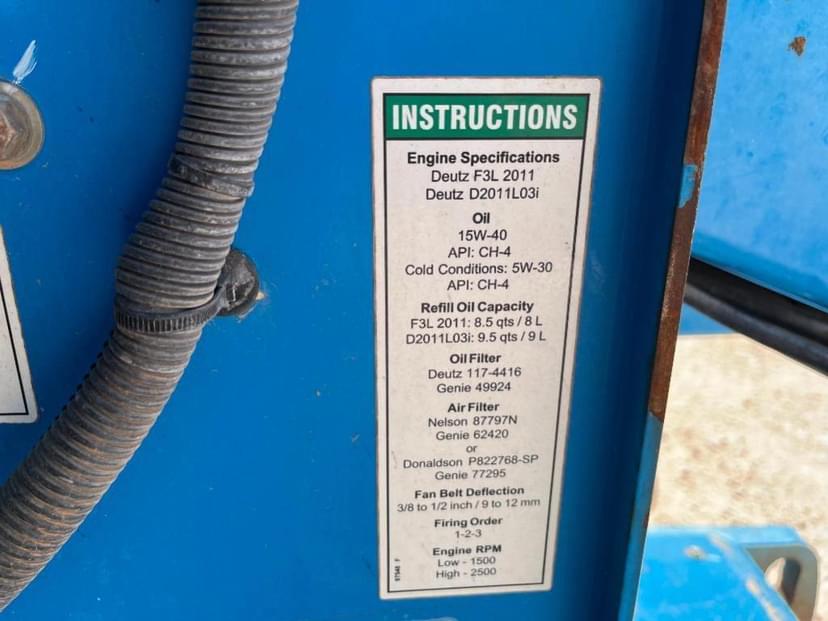 INSTRUCTIONS
Engine Specifications
Deutz F3L 2011
Deutz D2011L03i
Oil
15W-40
API: CH-4
Cold Conditions: 5W-30
API: CH-4
Refill Oil Capacity
F3L 2011: 8.5 qts / 8 L
D2011L03i: 9.5 qts / 9 L
Oil Filter
Deutz 117-4416
Genie 49924
Air Filter
Nelson 87797N
Genie 62420
or
Donaldson P822768-SP
Genie 77295
Fan Belt Deflection
3/8 to 1/2 inch / 9 to 12 mm
Firing Order
1-2-3
Engine RPM
Low - 1500
High - 2500
97548 F